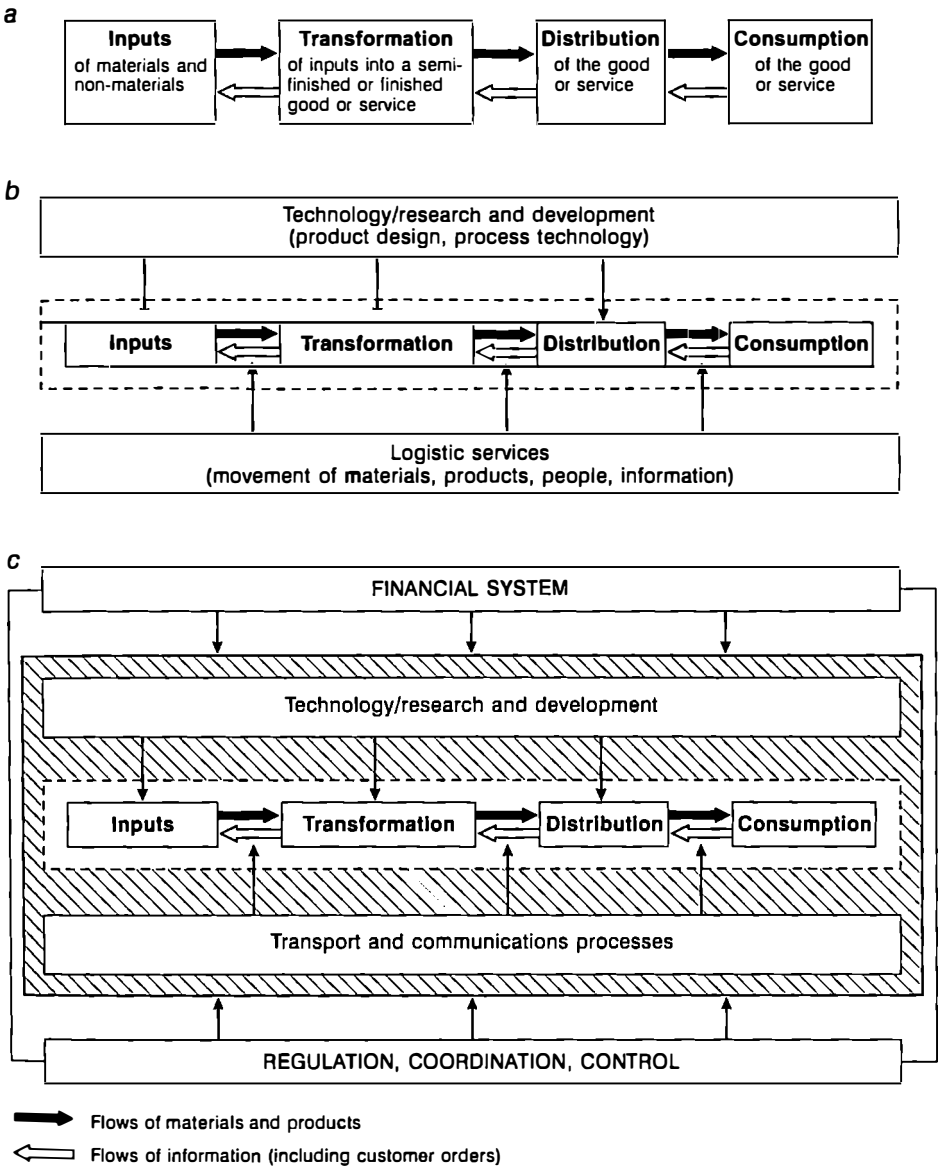 a
Inputs
of materials and
non-materials
Transformation
of inputs into a semi-
finished or finished
good or service
Distribution
of the good
or service
Consumption
of the good
or service
b
Technology/research and development
(product design, process technology)
Inputs
Transformation
Distribution
Consumption
Logistic services
(movement of materials, products, people, information)
c
FINANCIAL SYSTEM
Technology/research and development
Inputs
Transformation
Distribution
Consumption
Transport and communications processes
REGULATION, COORDINATION, CONTROL
Flows of materials and products
Flows of information (including customer orders)